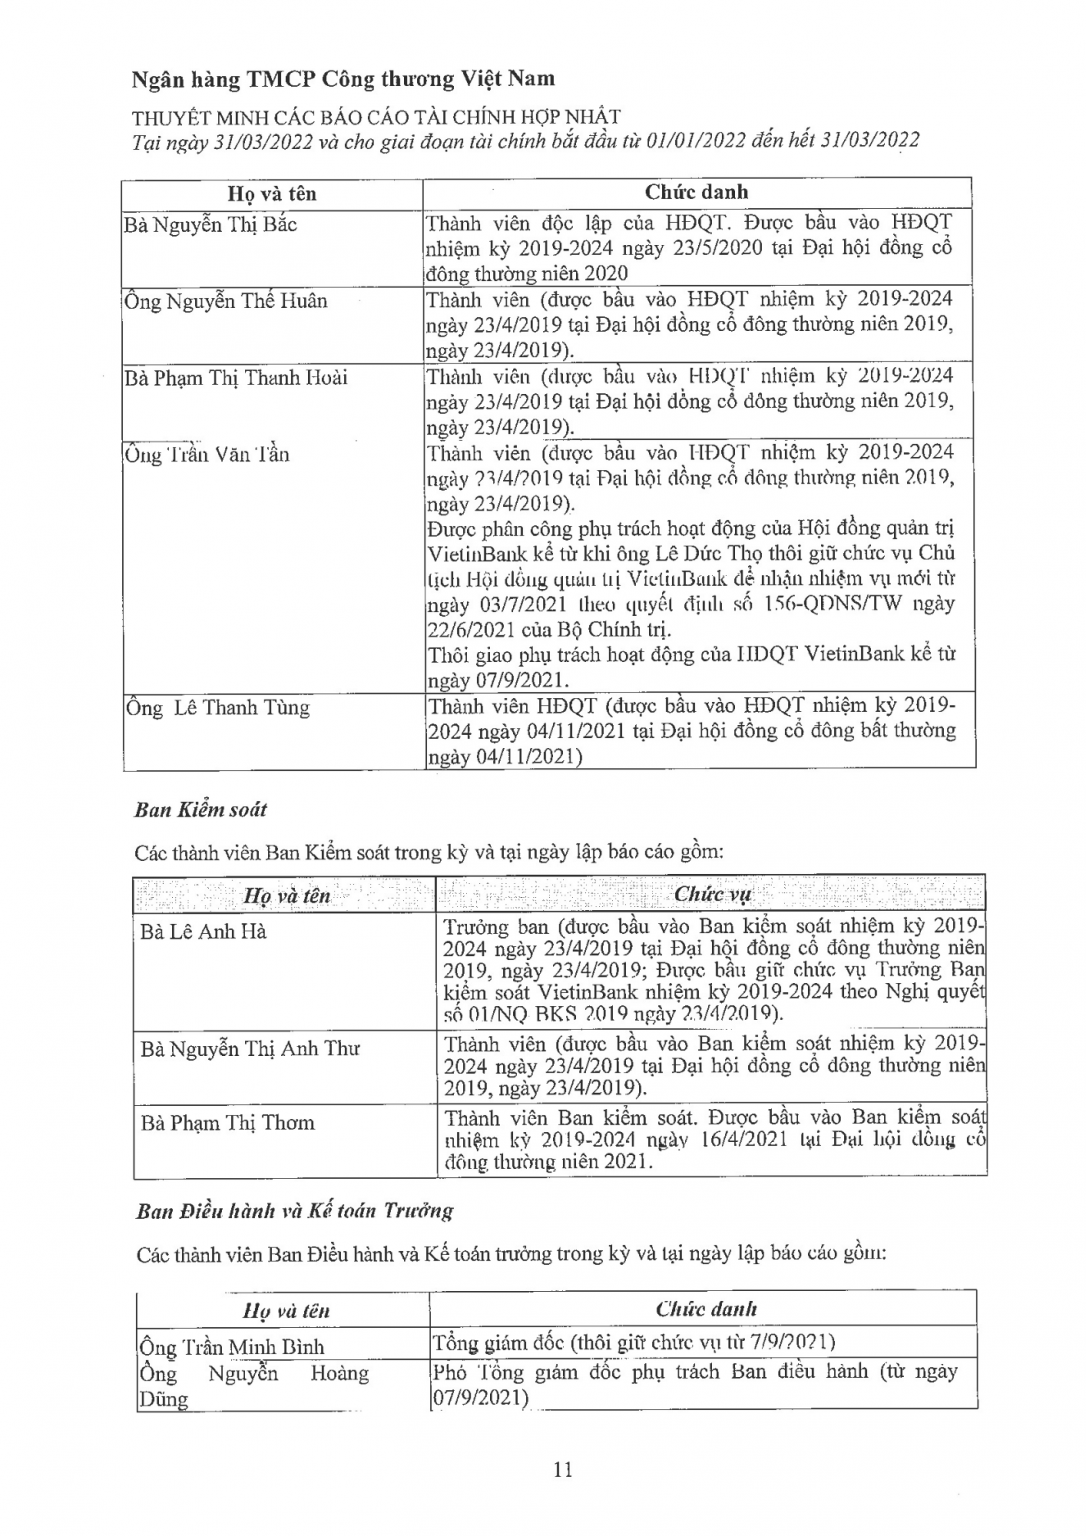 Ngân hàng TMCP Công thương Việt Nam
THUYẾT MINH CÁC BÁO CÁO TÀI CHÍNH HỢP NHẤT
Tại ngày 31/03/2022 và cho giai đoạn tài chính bắt đầu từ 01/01/2022 đến hết 31/03/2022
Họ và tên
Chức danh
Bà Nguyễn Thị Bắc
Thành viên độc lập của HĐQT. Được bầu vào HĐQT
nhiệm kỳ 2019-2024 ngày 23/5/2020 tại Đại hội đồng cổ
đông thường niên 2020
Ông Nguyễn Thế Huân
Thành viên (được bầu vào HĐQT nhiệm kỳ 2019-2024
ngày 23/4/2019 tại Đại hội đồng cổ đông thường niên 2019,
ngày 23/4/2019).
Bà Phạm Thị Thanh Hoài
Thành viên (được bầu vào HĐQT nhiệm kỳ 2019-2024
ngày 23/4/2019 tại Đại hội đồng cổ đông thường niên 2019,
ngày 23/4/2019).
Ông Trần Văn Tần
Thành viên (được bầu vào HĐQT nhiệm kỳ 2019-2024
ngày 23/4/2019 tại Đại hội đồng cổ đông thường niên 2019,
ngày 23/4/2019).
Được phân công phụ trách hoạt động của Hội đồng quản trị
VietinBank kể từ khi ông Lê Đức Thọ thôi giữ chức vụ Chủ
tịch Hội đồng quản trị VietinBank để nhận nhiệm vụ mới từ
ngày 03/7/2021 theo quyết định số 156-QDNS/TW ngày
22/6/2021 của Bộ Chính trị.
Thôi giao phụ trách hoạt động của HDQT VietinBank kể từ
ngày 07/9/2021.
Ông Lê Thanh Tùng
Thành viên HĐQT (được bầu vào HĐQT nhiệm kỳ 2019-
2024 ngày 04/11/2021 tại Đại hội đồng cổ đông bất thường
ngày 04/11/2021)
Ban Kiểm soát
Các thành viên Ban Kiểm soát trong kỳ và tại ngày lập báo cáo gồm:
Họ và tên
Chức vụ
Bà Lê Anh Hà
Trưởng ban (được bầu vào Ban kiểm soát nhiệm kỳ 2019-
2024 ngày 23/4/2019 tại Đại hội đồng cổ đông thường niên
2019, ngày 23/4/2019; Được bầu giữ chức vụ Trưởng Ban
kiểm soát VietinBank nhiệm kỳ 2019-2024 theo Nghị quyết
số 01/NQ BKS 2019 ngày 23/4/2019).
Bà Nguyễn Thị Anh Thư
Thành viên (được bầu vào Ban kiểm soát nhiệm kỳ 2019-
2024 ngày 23/4/2019 tại Đại hội đồng cổ đông thường niên
2019, ngày 23/4/2019).
Bà Phạm Thị Thơm
Thành viên Ban kiểm soát. Được bầu vào Ban kiểm soát
nhiệm kỳ 2019-2024 ngày 16/4/2021 tại Đại hội đồng cổ
đông thường niên 2021.
Ban Điều hành và Kế toán Trưởng
Các thành viên Ban Điều hành và Kế toán trưởng trong kỳ và tại ngày lập báo cáo gồm:
Họ và tên
Chức danh
Ông Trần Minh Bình
Tổng giám đốc (thôi giữ chức vụ từ 7/9/2021)
Ông Nguyễn Hoàng
Dũng
Phó Tổng giám đốc phụ trách Ban điều hành (từ ngày
07/9/2021)
11